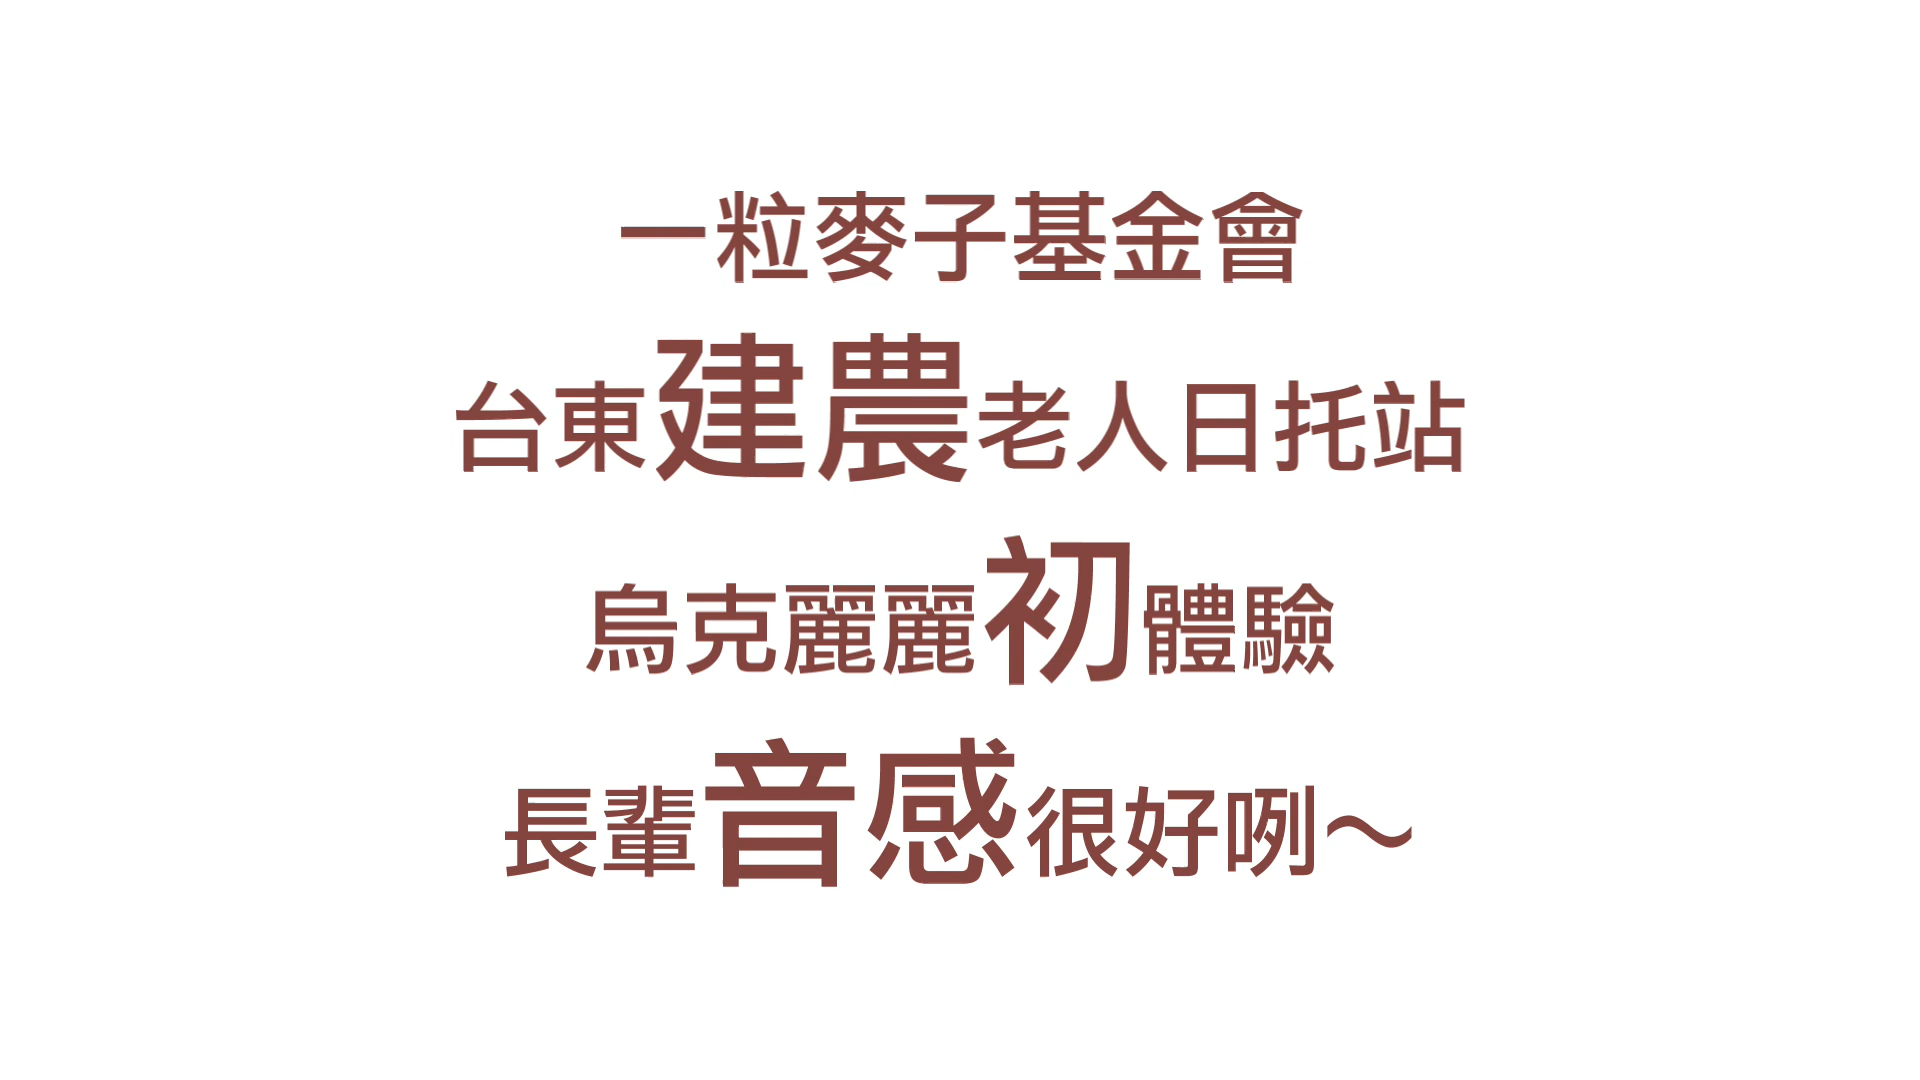 一粒麥子基金會
台東建農老人日托站
烏克麗麗初體驗
長輩音感很好咧～